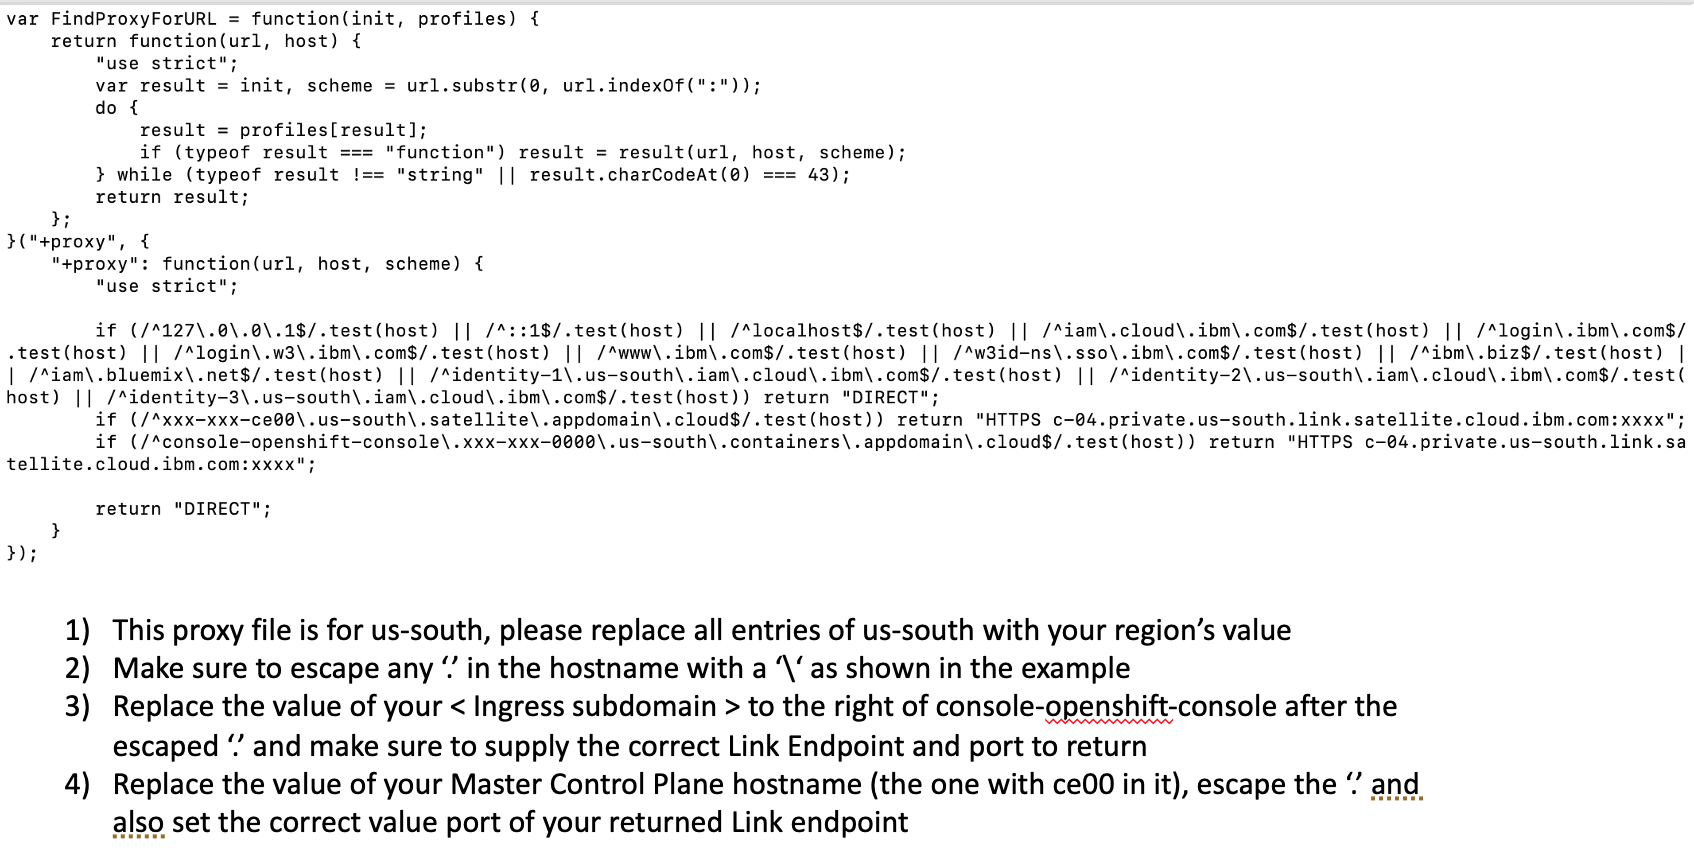 var FindProxyForURL = function(init, profiles) {
    return function(url, host) {
        "use strict";
        var result = init, scheme = url.substr(0, url.indexOf(":"));
        do {
            result = profiles[result];
            if (typeof result === "function") result = result(url, host, scheme);
        } while (typeof result !== "string" || result.charCodeAt(0) === 43);
        return result;
    };
}("+proxy", {
    "+proxy": function(url, host, scheme) {
        "use strict";

        if (/^127\.0\.0\.1$/.test(host) || /^::1$/.test(host) || /^localhost$/.test(host) || /^iam\.cloud\.ibm\.com$/.test(host) || /^login\.ibm\.com$/
.test(host) || /^login\.w3\.ibm\.com$/.test(host) || /^www\.ibm\.com$/.test(host) || /^w3id-ns\.sso\.ibm\.com$/.test(host) || /^ibm\.biz$/.test(host) |
| /^iam\.bluemix\.net$/.test(host) || /^identity-1\.us-south\.iam\.cloud\.ibm\.com$/.test(host) || /^identity-2\.us-south\.iam\.cloud\.ibm\.com$/.test(
host) || /^identity-3\.us-south\.iam\.cloud\.ibm\.com$/.test(host)) return "DIRECT";
        if (/^xxx-xxx-ce00\.us-south\.satellite\.appdomain\.cloud$/.test(host)) return "HTTPS c-04.private.us-south.link.satellite.cloud.ibm.com:xxxx";
        if (/^console-openshift-console\.xxx-xxx-0000\.us-south\.containers\.appdomain\.cloud$/.test(host)) return "HTTPS c-04.private.us-south.link.sa
tellite.cloud.ibm.com:xxxx";

        return "DIRECT";
    }
});

1) This proxy file is for us-south, please replace all entries of us-south with your region’s value
2) Make sure to escape any ‘.’ in the hostname with a ‘\‘ as shown in the example
3) Replace the value of your < Ingress subdomain > to the right of console-openshift-console after the
escaped ‘.’ and make sure to supply the correct Link Endpoint and port to return
4) Replace the value of your Master Control Plane hostname (the one with ce00 in it), escape the ‘.’ and
also set the correct value port of your returned Link endpoint